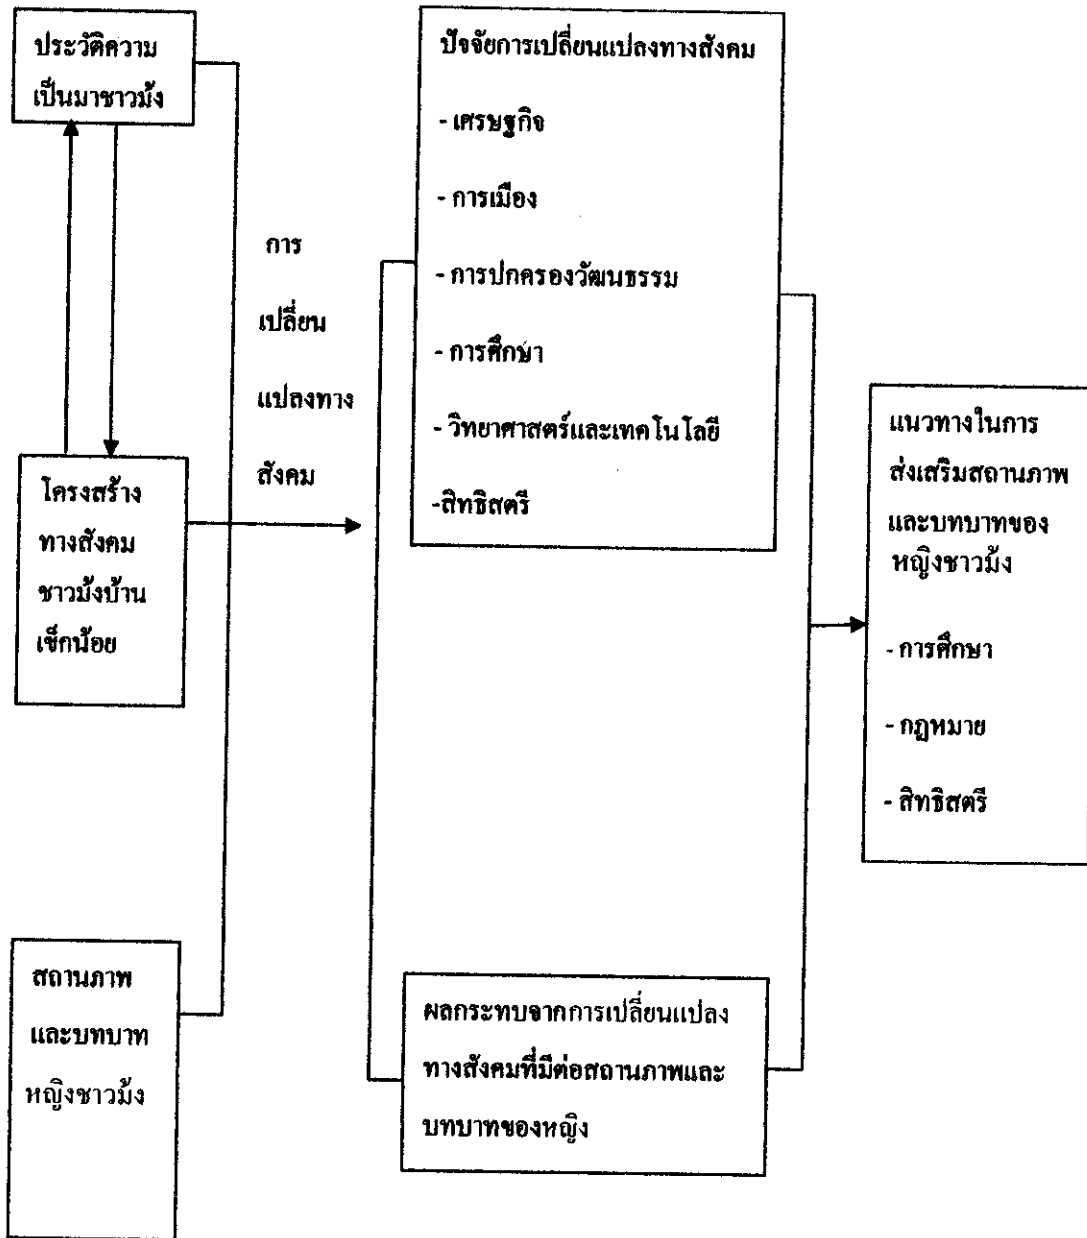 ประวัติความ
เป็นมาชาวม้ง
โครงสร้าง
ทางสังคม
ชาวม้งบ้าน
เข็กน้อย
สถานภาพ
และบทบาท
หญิงชาวม้ง
การ
เปลี่ยน
แปลงทาง
สังคม
ปัจจัยการเปลี่ยนแปลงทางสังคม
- เศรษฐกิจ
- การเมือง
- การปกครองวัฒนธรรม
- การศึกษา
- วิทยาศาสตร์และเทคโนโลยี
-สิทธิสตรี
ผลกระทบจากการเปลี่ยนแปลง
ทางสังคมที่มีต่อสถานภาพและ
บทบาทของหญิง
แนวทางในการ
ส่งเสริมสถานภาพ
และบทบาทของ
หญิงชาวม้ง
- การศึกษา
- กฎหมาย
- สิทธิสตรี